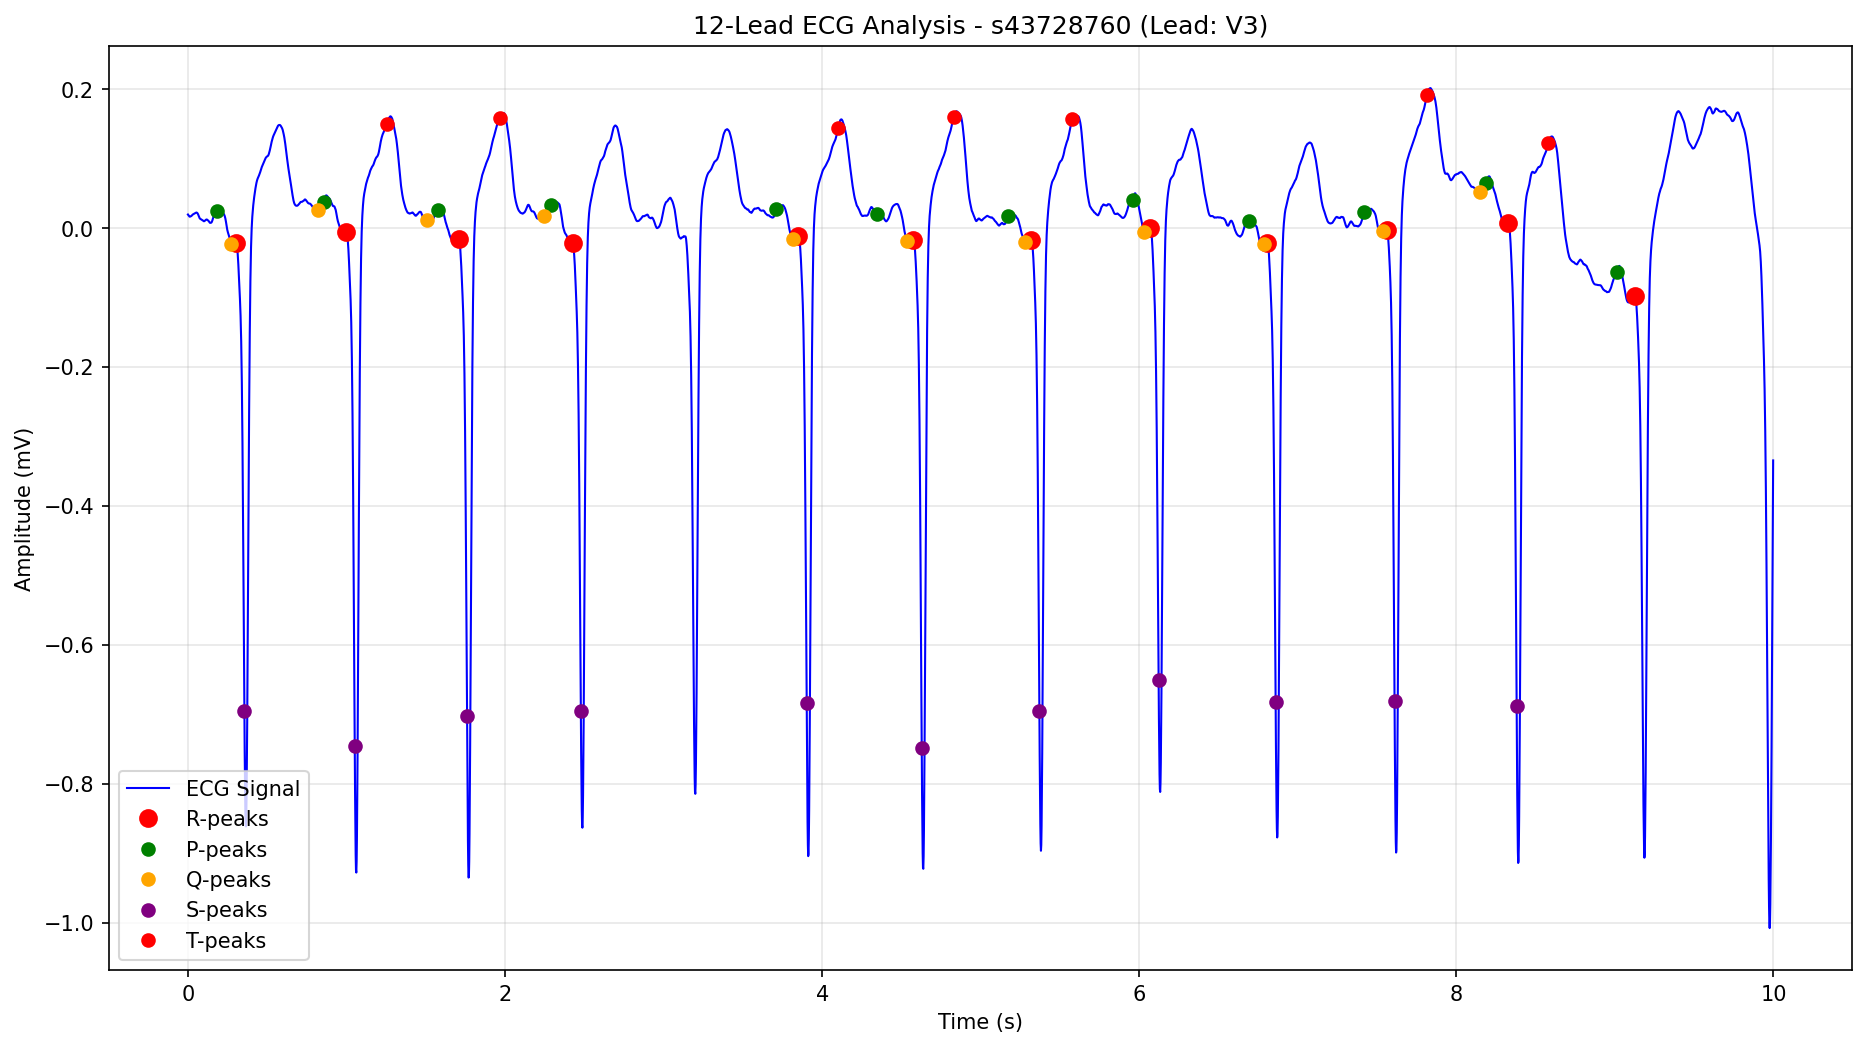 12-Lead ECG Analysis - s43728760 (Lead: V3)
Amplitude (mV)
0.2
0.0
−0.2
−0.4
−0.6
−0.8
−1.0
ECG Signal
R-peaks
P-peaks
Q-peaks
S-peaks
T-peaks
0 2 4 6 8 10
Time (s)